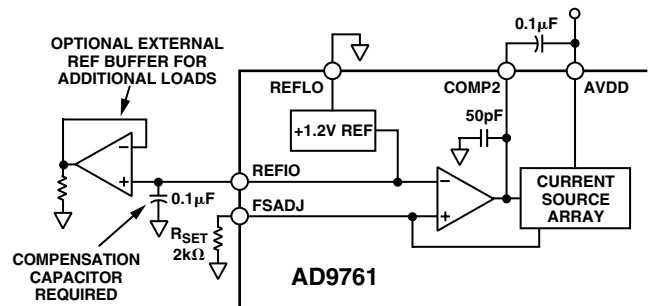 OPTIONAL EXTERNAL
REF BUFFER FOR
ADDITIONAL LOADS
0.1µF
REFLO
COMP2
AVDD
50pF
+1.2V REF
–
+
REFIO
0.1µF
–
+
CURRENT
SOURCE
ARRAY
FSADJ
RSET
2kΩ
COMPENSATION
CAPACITOR
REQUIRED
AD9761